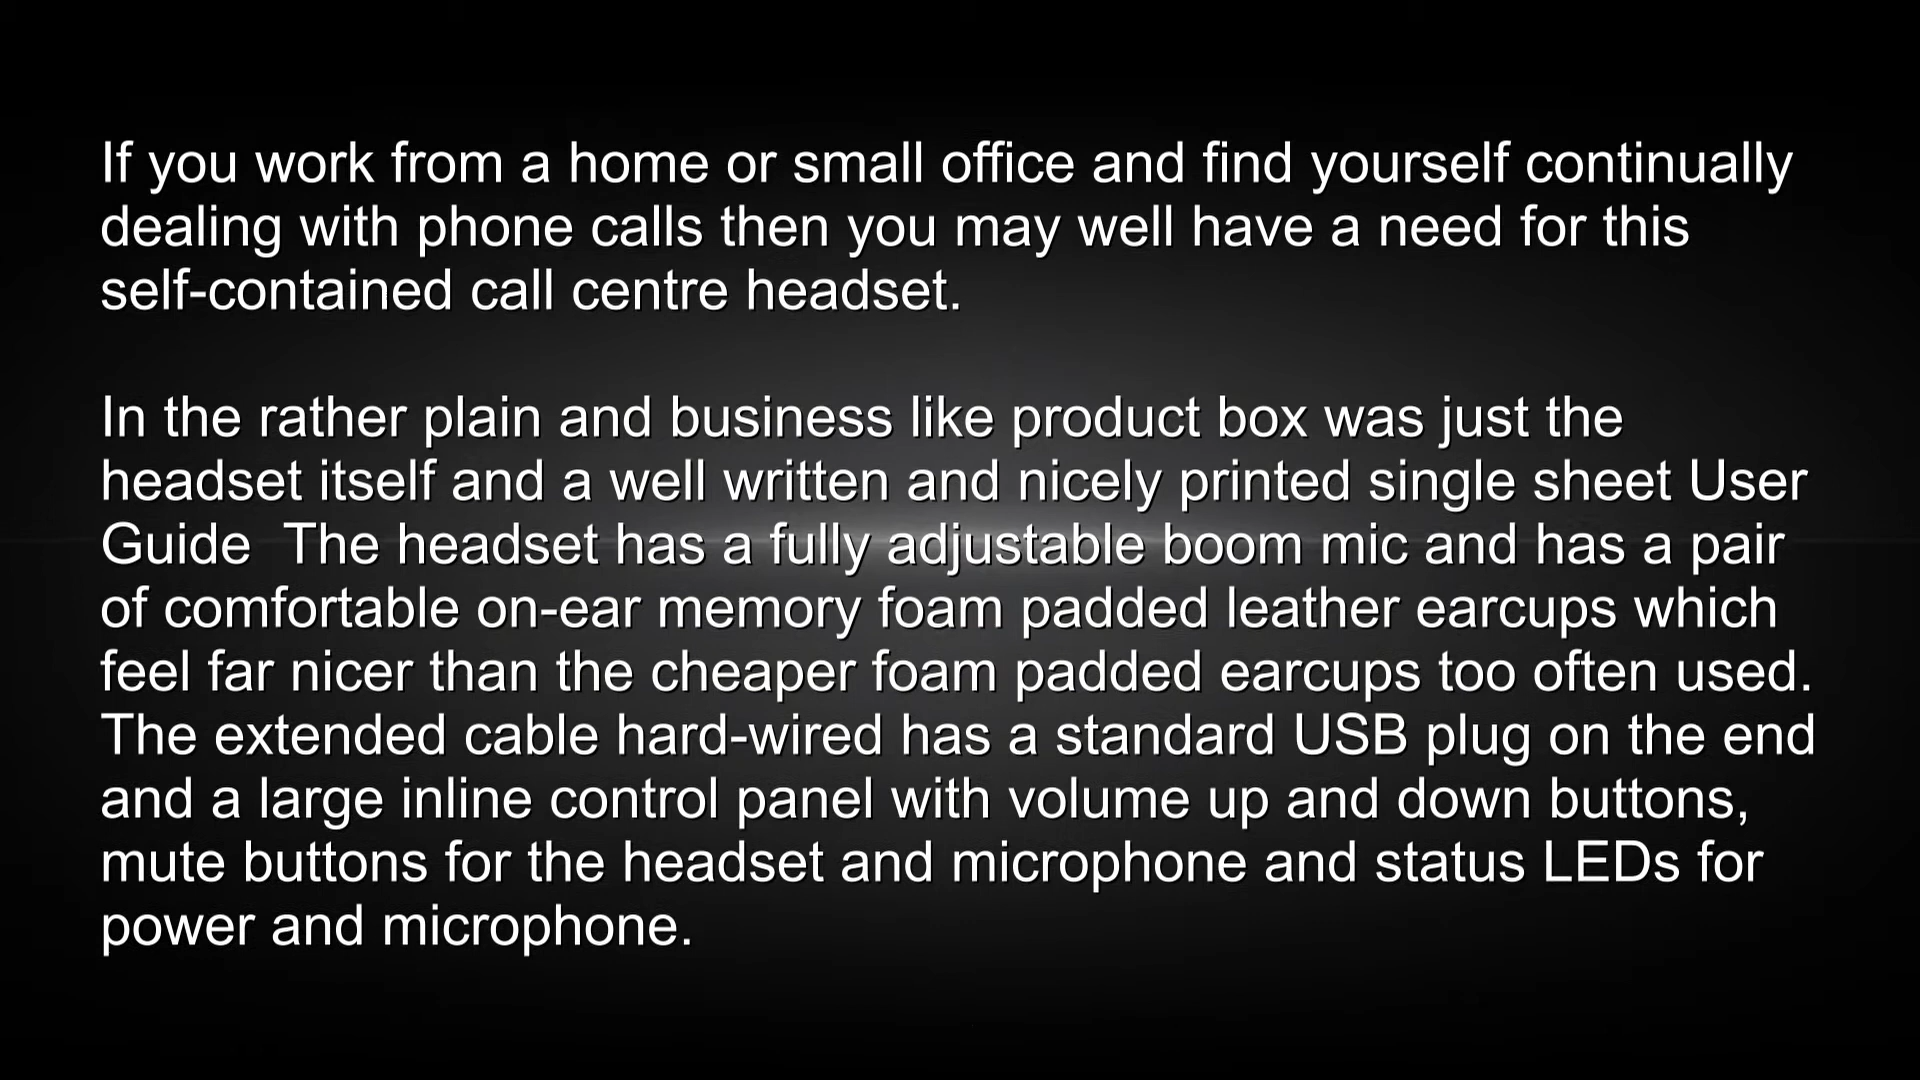 If you work from a home or small office and find yourself continually
dealing with phone calls then you may well have a need for this
self-contained call centre headset.
In the rather plain and business like product box was just the
headset itself and a well written and nicely printed single sheet User
Guide  The headset has a fully adjustable boom mic and has a pair
of comfortable on-ear memory foam padded leather earcups which
feel far nicer than the cheaper foam padded earcups too often used.
The extended cable hard-wired has a standard USB plug on the end
and a large inline control panel with volume up and down buttons,
mute buttons for the headset and microphone and status LEDs for
power and microphone.